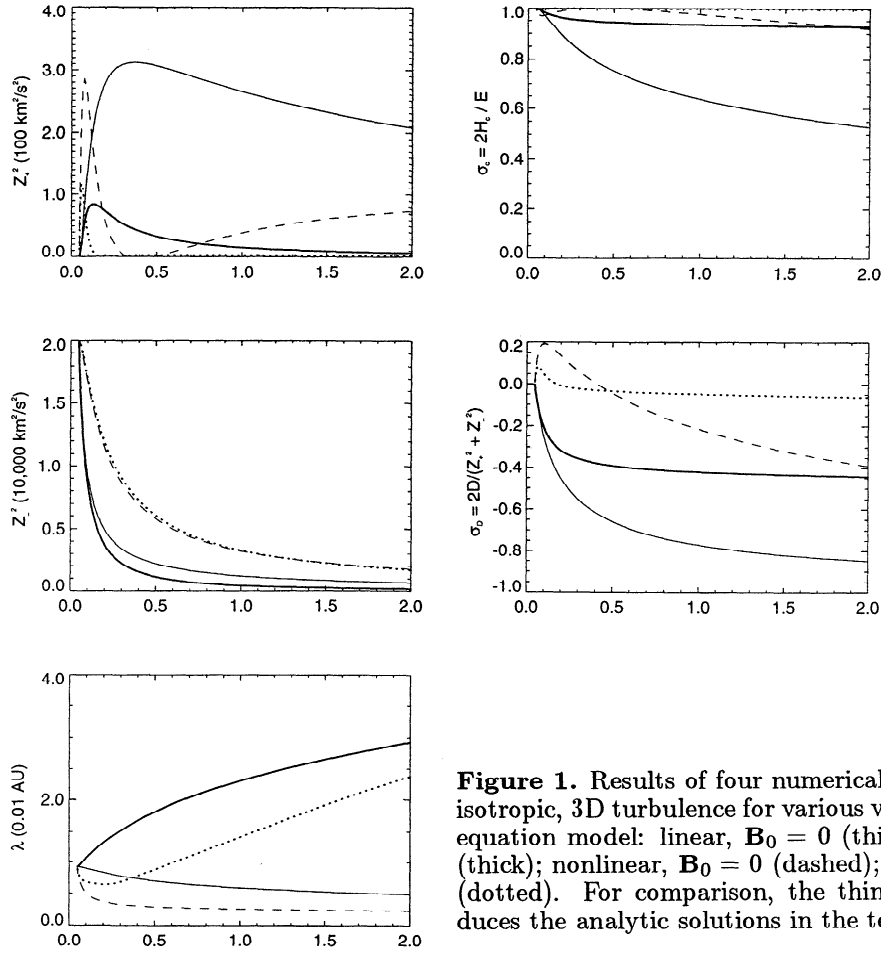 Z₊² (100 km²/s²)
4.0
3.0
2.0
1.0
0.0
0.0 0.5 1.0 1.5 2.0
σc = 2Hc / E
1.0
0.8
0.6
0.4
0.2
0.0
0.0 0.5 1.0 1.5 2.0
Z₋² (10,000 km²/s²)
2.0
1.5
1.0
0.5
0.0
0.0 0.5 1.0 1.5 2.0
σD = 2D/(Z₊² + Z₋²)
0.2
0.0
-0.2
-0.4
-0.6
-0.8
-1.0
0.0 0.5 1.0 1.5 2.0
λ (0.01 AU)
4.0
2.0
0.0
0.0 0.5 1.0 1.5 2.0
Figure 1. Results of four numerical
isotropic, 3D turbulence for various v
equation model: linear, B₀ = 0 (thi
(thick); nonlinear, B₀ = 0 (dashed);
(dotted). For comparison, the thin
duces the analytic solutions in the te